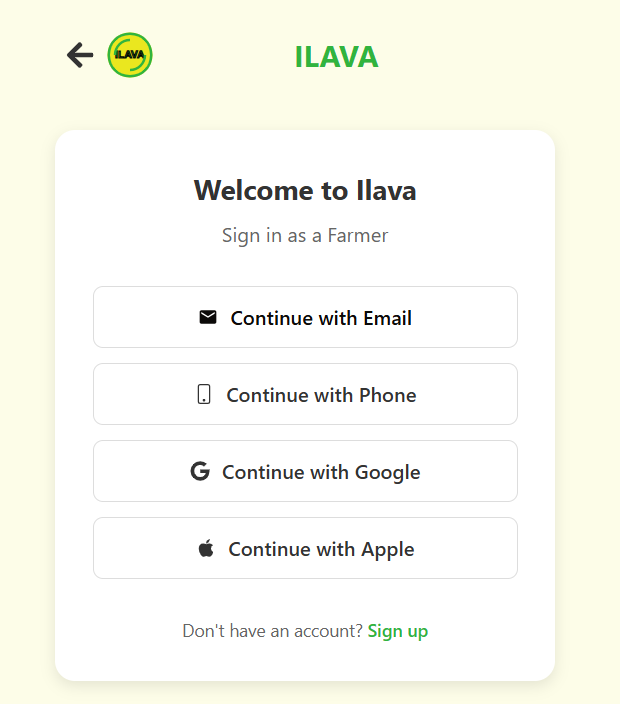 ILAVA
ILAVA
Welcome to Ilava
Sign in as a Farmer
Continue with Email
Continue with Phone
Continue with Google
Continue with Apple
Don't have an account? Sign up